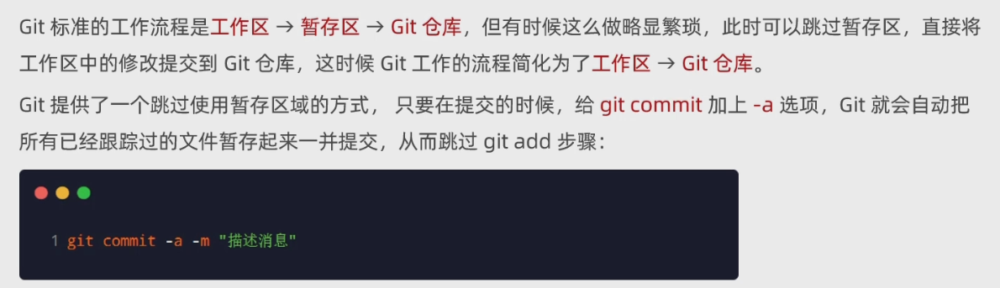 Git 标准的工作流程是工作区 → 暂存区 → Git 仓库，但有时候这么做略显繁琐，此时可以跳过暂存区，直接将
工作区中的修改提交到 Git 仓库，这时候 Git 工作的流程简化为了工作区 → Git 仓库。
Git 提供了一个跳过使用暂存区域的方式， 只要在提交的时候，给 git commit 加上 -a 选项，Git 就会自动把
所有已经跟踪过的文件暂存起来一并提交，从而跳过 git add 步骤：
1 git commit -a -m "描述消息"